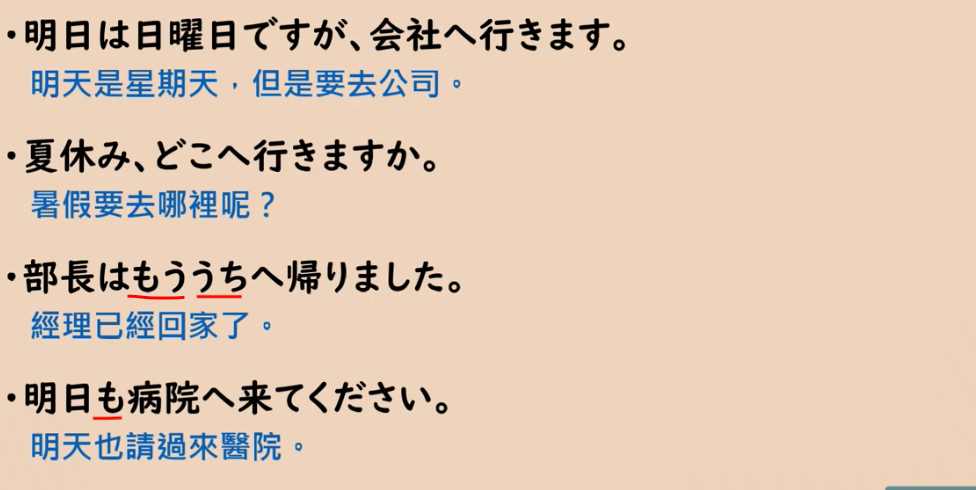 ・明日は日曜日ですが、会社へ行きます。
明天是星期天，但是要去公司。
・夏休み、どこへ行きますか。
暑假要去哪裡呢？
・部長はもううちへ帰りました。
經理已經回家了。
・明日も病院へ来てください。
明天也請過來醫院。